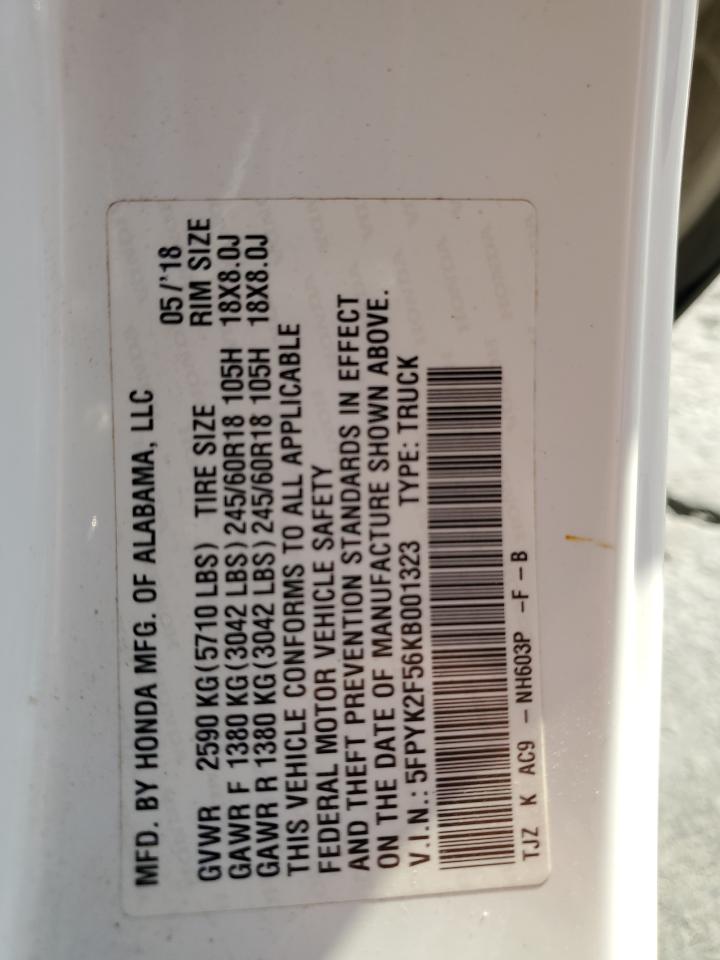 MFD. BY HONDA MFG. OF ALABAMA, LLC
05/'18
GVWR 2590 KG(5710 LBS) TIRE SIZE RIM SIZE
GAWR F 1380 KG(3042 LBS) 245/60R18 105H 18X8.0J
GAWR R 1380 KG(3042 LBS) 245/60R18 105H 18X8.0J
THIS VEHICLE CONFORMS TO ALL APPLICABLE
FEDERAL MOTOR VEHICLE SAFETY
AND THEFT PREVENTION STANDARDS IN EFFECT
ON THE DATE OF MANUFACTURE SHOWN ABOVE.
V.I.N.: 5FPYK2F56KB001323 TYPE: TRUCK
TJZ K AC9 - NH603P -F-B